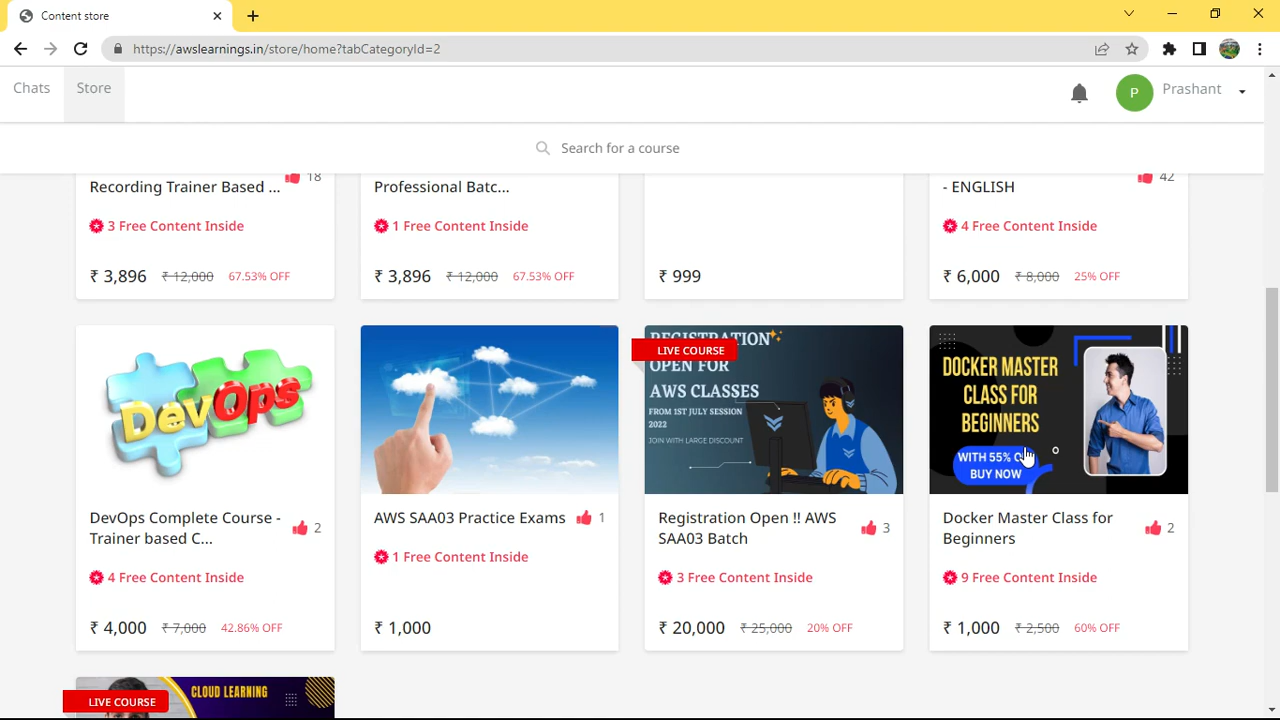 Content store
https://awslearnings.in/store/home?tabCategoryId=2
Chats
Store
P
Prashant
Search for a course
Recording Trainer Based ...
18
3 Free Content Inside
₹ 3,896 ₹ 12,000 67.53% OFF
Professional Batc...
1 Free Content Inside
₹ 3,896 ₹ 12,000 67.53% OFF
₹ 999
- ENGLISH
42
4 Free Content Inside
₹ 6,000 ₹ 8,000 25% OFF
DevOps
DevOps Complete Course -
Trainer based C...
2
4 Free Content Inside
₹ 4,000 ₹ 7,000 42.86% OFF
AWS SAA03 Practice Exams
1
1 Free Content Inside
₹ 1,000
REGISTRATION
LIVE COURSE
OPEN FOR
AWS CLASSES
FROM 1ST JULY SESSION
2022
JOIN WITH LARGE DISCOUNT
Registration Open !! AWS
SAA03 Batch
3
3 Free Content Inside
₹ 20,000 ₹ 25,000 20% OFF
DOCKER MASTER
CLASS FOR
BEGINNERS
WITH 55%
BUY NOW
Docker Master Class for
Beginners
2
9 Free Content Inside
₹ 1,000 ₹ 2,500 60% OFF
LIVE COURSE
CLOUD LEARNING